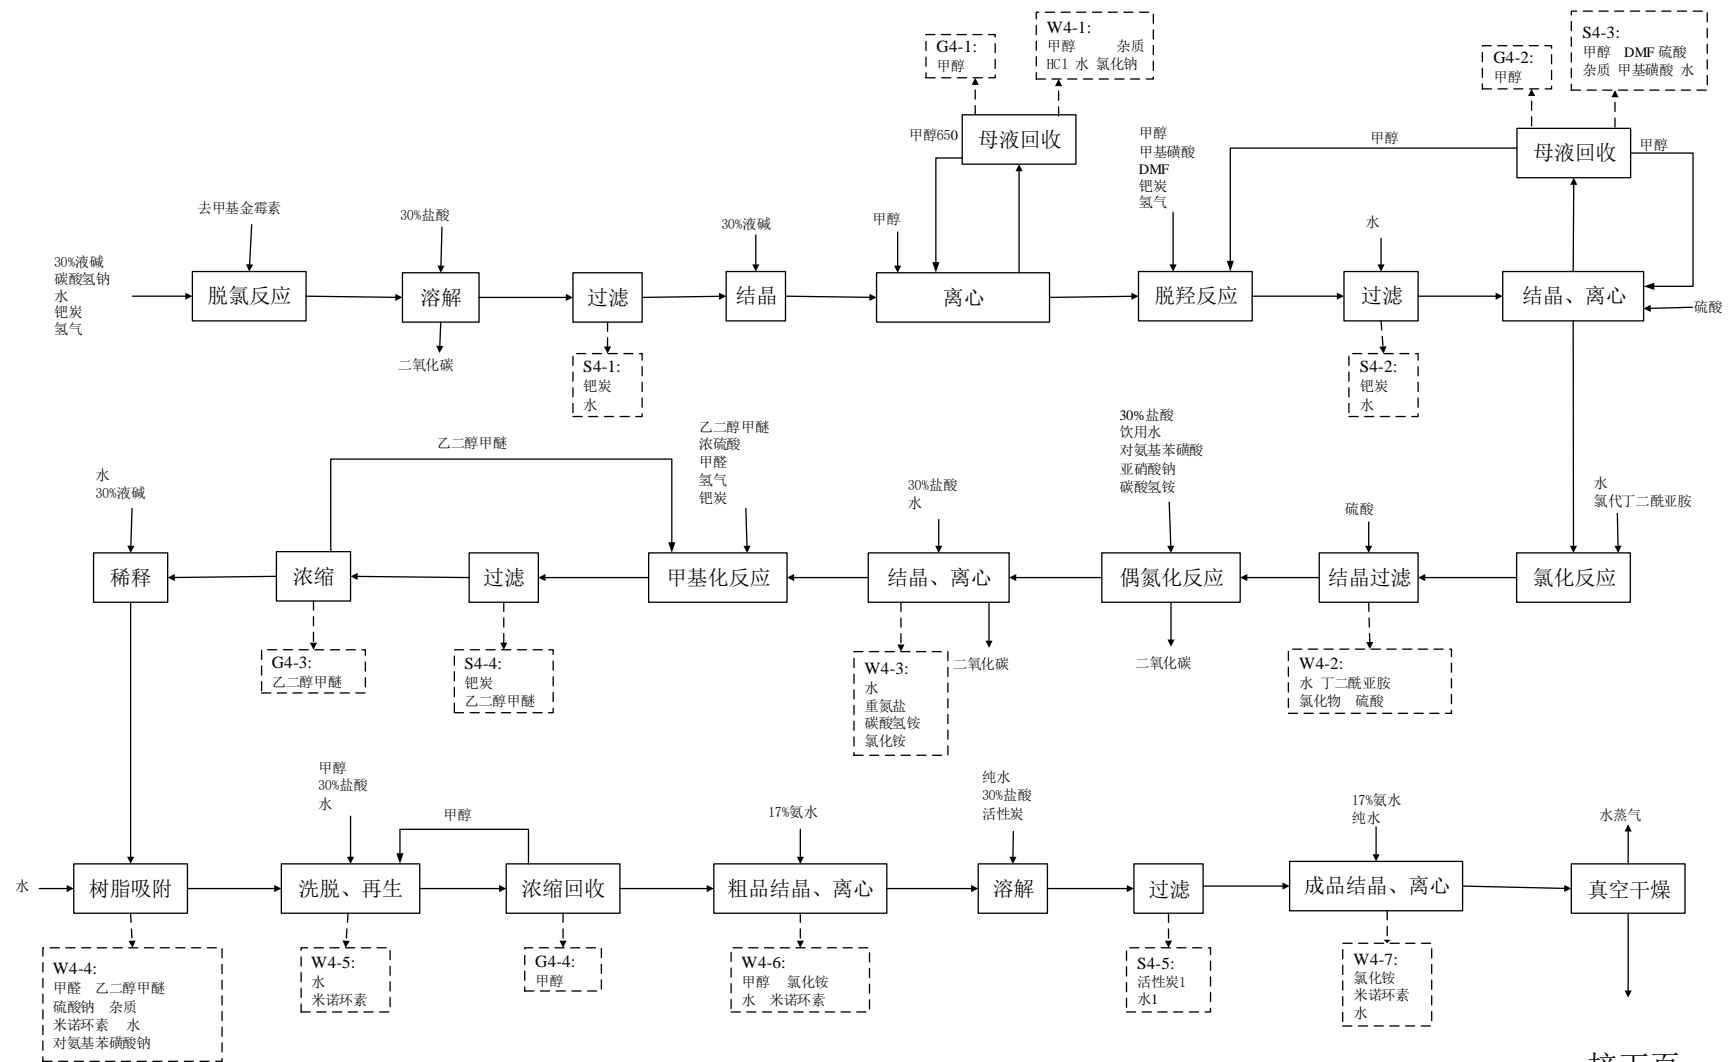 G4-1:
甲醇
W4-1:
甲醇 杂质
HCl 水 氯化钠
G4-2:
甲醇
S4-3:
甲醇 DMF 硫酸
杂质 甲基磺酸 水
甲醇650
母液回收
甲醇
甲基磺酸
DMF
钯炭
氢气
甲醇
母液回收
甲醇
去甲基金霉素
30%盐酸
30%液碱
甲醇
水
30%液碱
碳酸氢钠
水
钯炭
氢气
脱氯反应
溶解
过滤
结晶
离心
脱羟反应
过滤
结晶、离心
硫酸
二氧化碳
S4-1:
钯炭
水
S4-2:
钯炭
水
水
30%液碱
乙二醇甲醚
乙二醇甲醚
浓硫酸
甲醛
氢气
钯炭
30%盐酸
水
30%盐酸
饮用水
对氨基苯磺酸
亚硝酸钠
碳酸氢铵
硫酸
水
氯代丁二酰亚胺
稀释
浓缩
过滤
甲基化反应
结晶、离心
偶氮化反应
结晶过滤
氯化反应
G4-3:
乙二醇甲醚
S4-4:
钯炭
乙二醇甲醚
W4-3:
水
重氮盐
碳酸氢铵
氯化铵
二氧化碳
二氧化碳
W4-2:
水 丁二酰亚胺
氯化物 硫酸
甲醇
30%盐酸
水
甲醇
17%氨水
纯水
30%盐酸
活性炭
17%氨水
纯水
水蒸气
水
树脂吸附
洗脱、再生
浓缩回收
粗品结晶、离心
溶解
过滤
成品结晶、离心
真空干燥
W4-4:
甲醛 乙二醇甲醚
硫酸钠 杂质
米诺环素 水
对氨基苯磺酸钠
W4-5:
水
米诺环素
G4-4:
甲醇
W4-6:
甲醇 氯化铵
水 米诺环素
S4-5:
活性炭1
水1
W4-7:
氯化铵
米诺环素
水
接下页